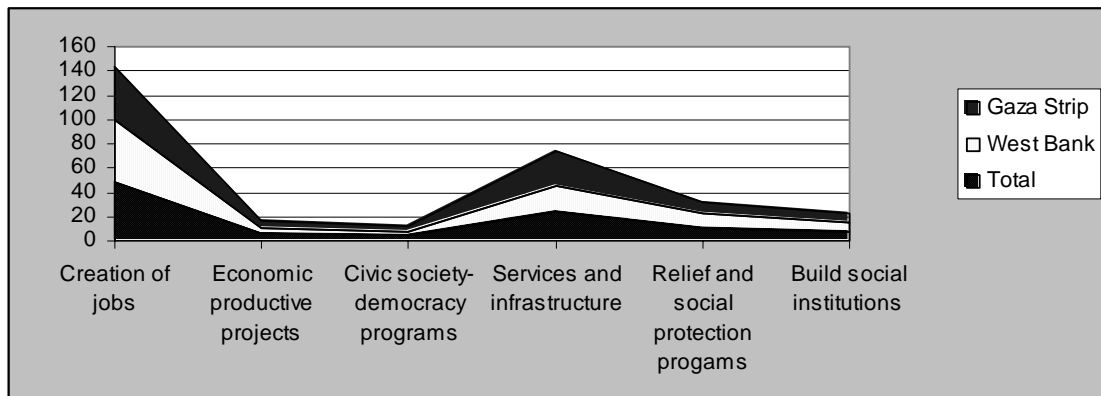 160
140
120
100
80
60
40
20
0
Creation of
jobs
Economic
productive
projects
Civic society-
democracy
programs
Services and
infrastructure
Relief and
social
protection
progams
Build social
institutions
Gaza Strip
West Bank
Total